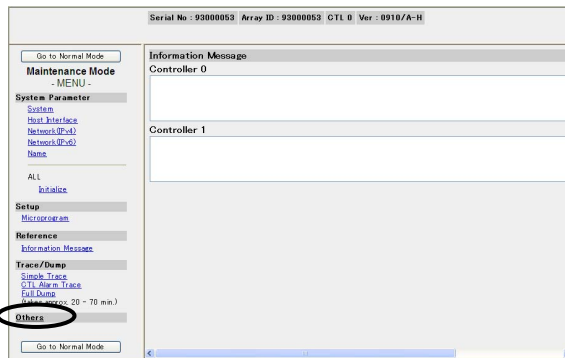 Serial No : 93000053 Array ID : 93000053 CTL 0 Ver : 0910/A-H
Go to Normal Mode
Maintenance Mode
- MENU -
System Parameter
System
Host Interface
Network(IPv4)
Network(IPv6)
Name
ALL
Initialize
Setup
Microprogram
Reference
Information Message
Trace/Dump
Simple Trace
CTL Alarm Trace
Full Dump
(takes approx. 20 - 70 min.)
Others
Go to Normal Mode
Information Message
Controller 0
Controller 1